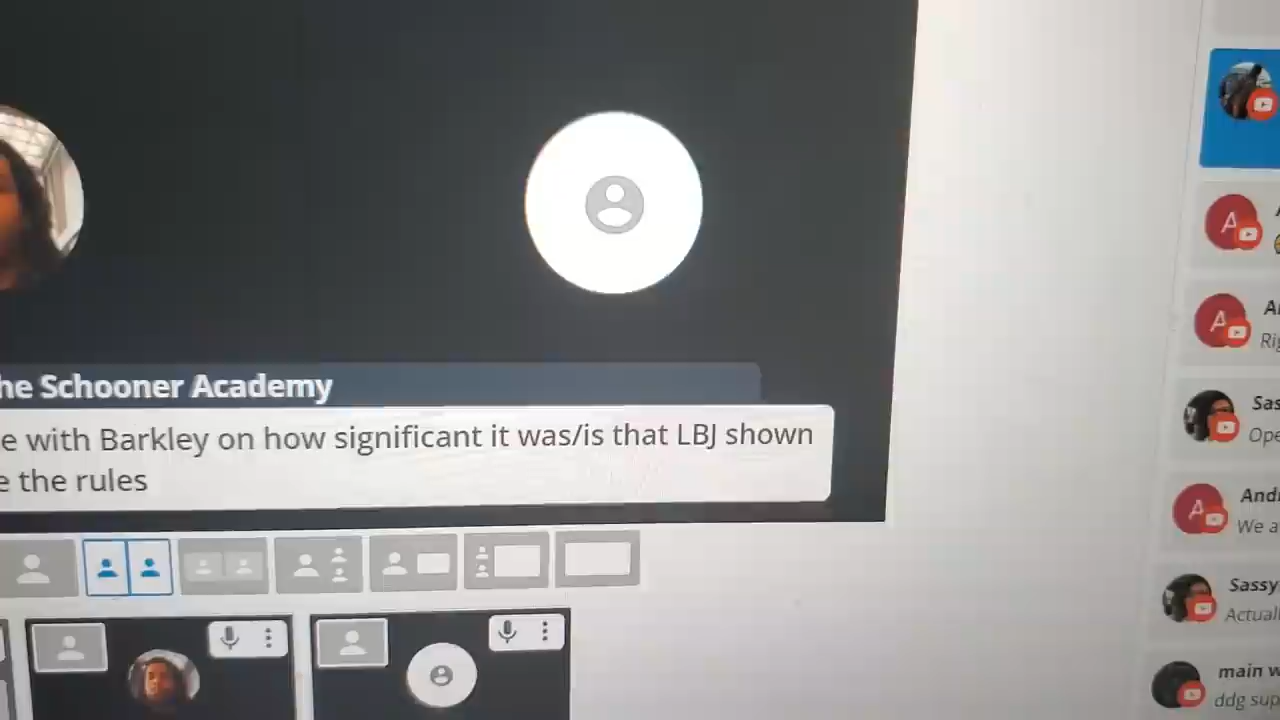 he Schooner Academy
e with Barkley on how significant it was/is that LBJ shown
e the rules
A
A
A
Sas
Ope
A
Andr
We a
Sassy
Actual
main w
ddg sup